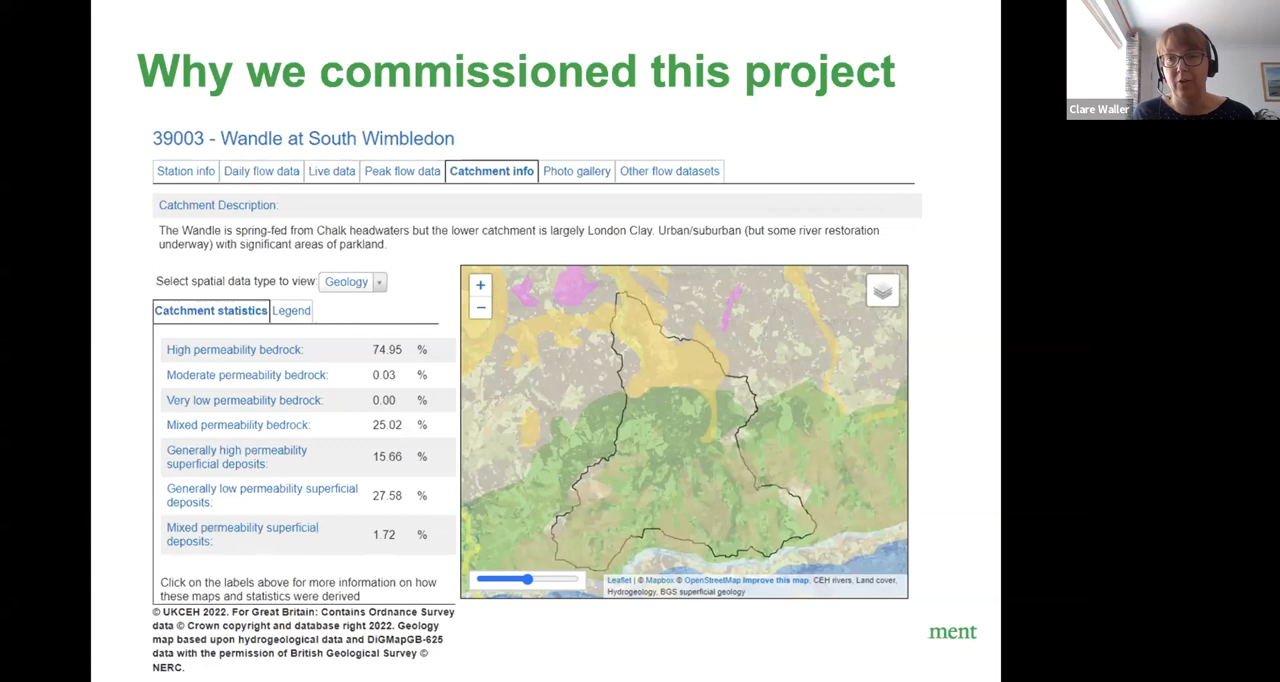 Why we commissioned this project
Clare Waller
39003 - Wandle at South Wimbledon
Station info Daily flow data Live data Peak flow data Catchment info Photo gallery Other flow datasets
Catchment Description:
The Wandle is spring-fed from Chalk headwaters but the lower catchment is largely London Clay. Urban/suburban (but some river restoration
underway) with significant areas of parkland.
Select spatial data type to view: Geology
Catchment statistics Legend
High permeability bedrock: 74.95 %
Moderate permeability bedrock: 0.03 %
Very low permeability bedrock: 0.00 %
Mixed permeability bedrock: 25.02 %
Generally high permeability
superficial deposits: 15.66 %
Generally low permeability superficial
deposits: 27.58 %
Mixed permeability superficial
deposits: 1.72 %
Click on the labels above for more information on how
these maps and statistics were derived
+
−
Leaflet | © Mapbox © OpenStreetMap Improve this map, CEH rivers, Land cover,
Hydrogeology, BGS superficial geology
© UKCEH 2022. For Great Britain: Contains Ordnance Survey
data © Crown copyright and database right 2022. Geology
map based upon hydrogeological data and DiGMapGB-625
data with the permission of British Geological Survey ©
NERC.
ment